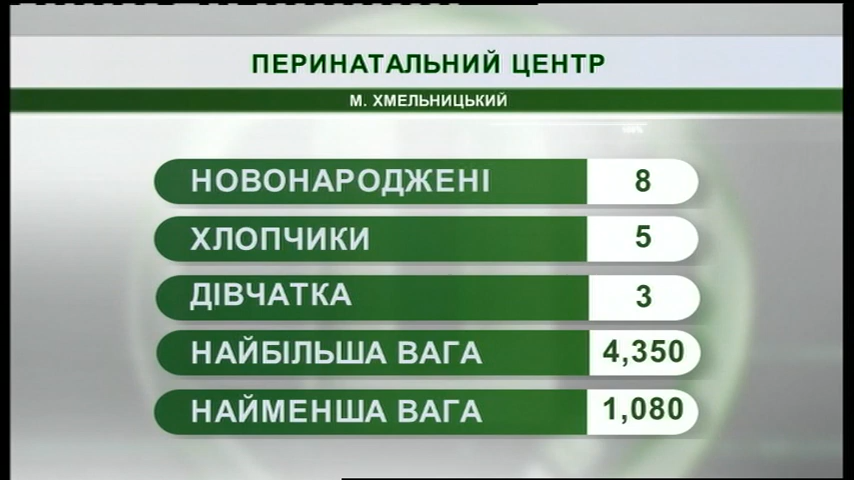 ПЕРИНАТАЛЬНИЙ ЦЕНТР
М. ХМЕЛЬНИЦЬКИЙ
НОВОНАРОДЖЕНІ 8
ХЛОПЧИКИ 5
ДІВЧАТКА 3
НАЙБІЛЬША ВАГА 4,350
НАЙМЕНША ВАГА 1,080